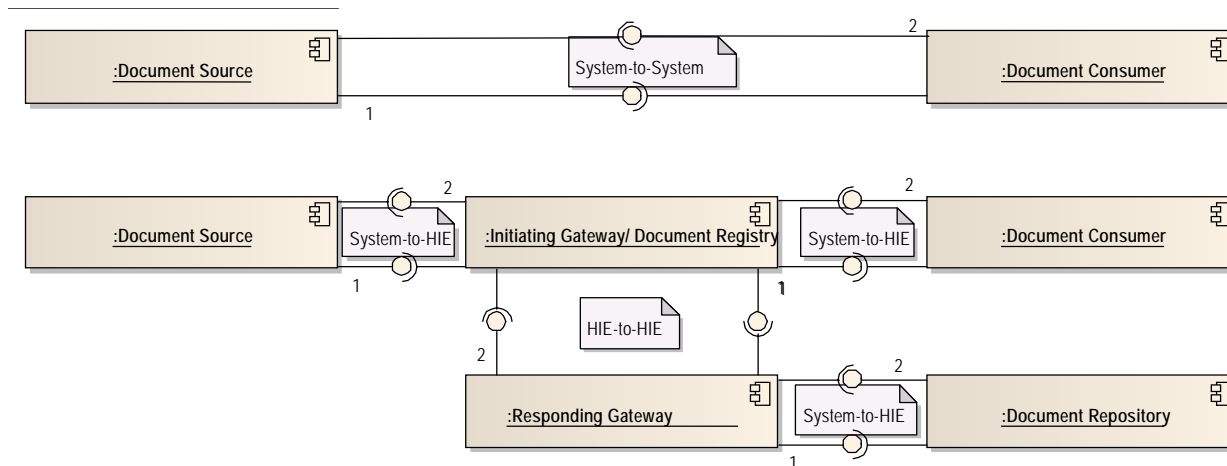 2
:Document Source
System-to-System
:Document Consumer
1
2
2
:Document Source
System-to-HIE
:Initiating Gateway/ Document Registry
System-to-HIE
:Document Consumer
1
1
HIE-to-HIE
2
2
:Responding Gateway
System-to-HIE
:Document Repository
1